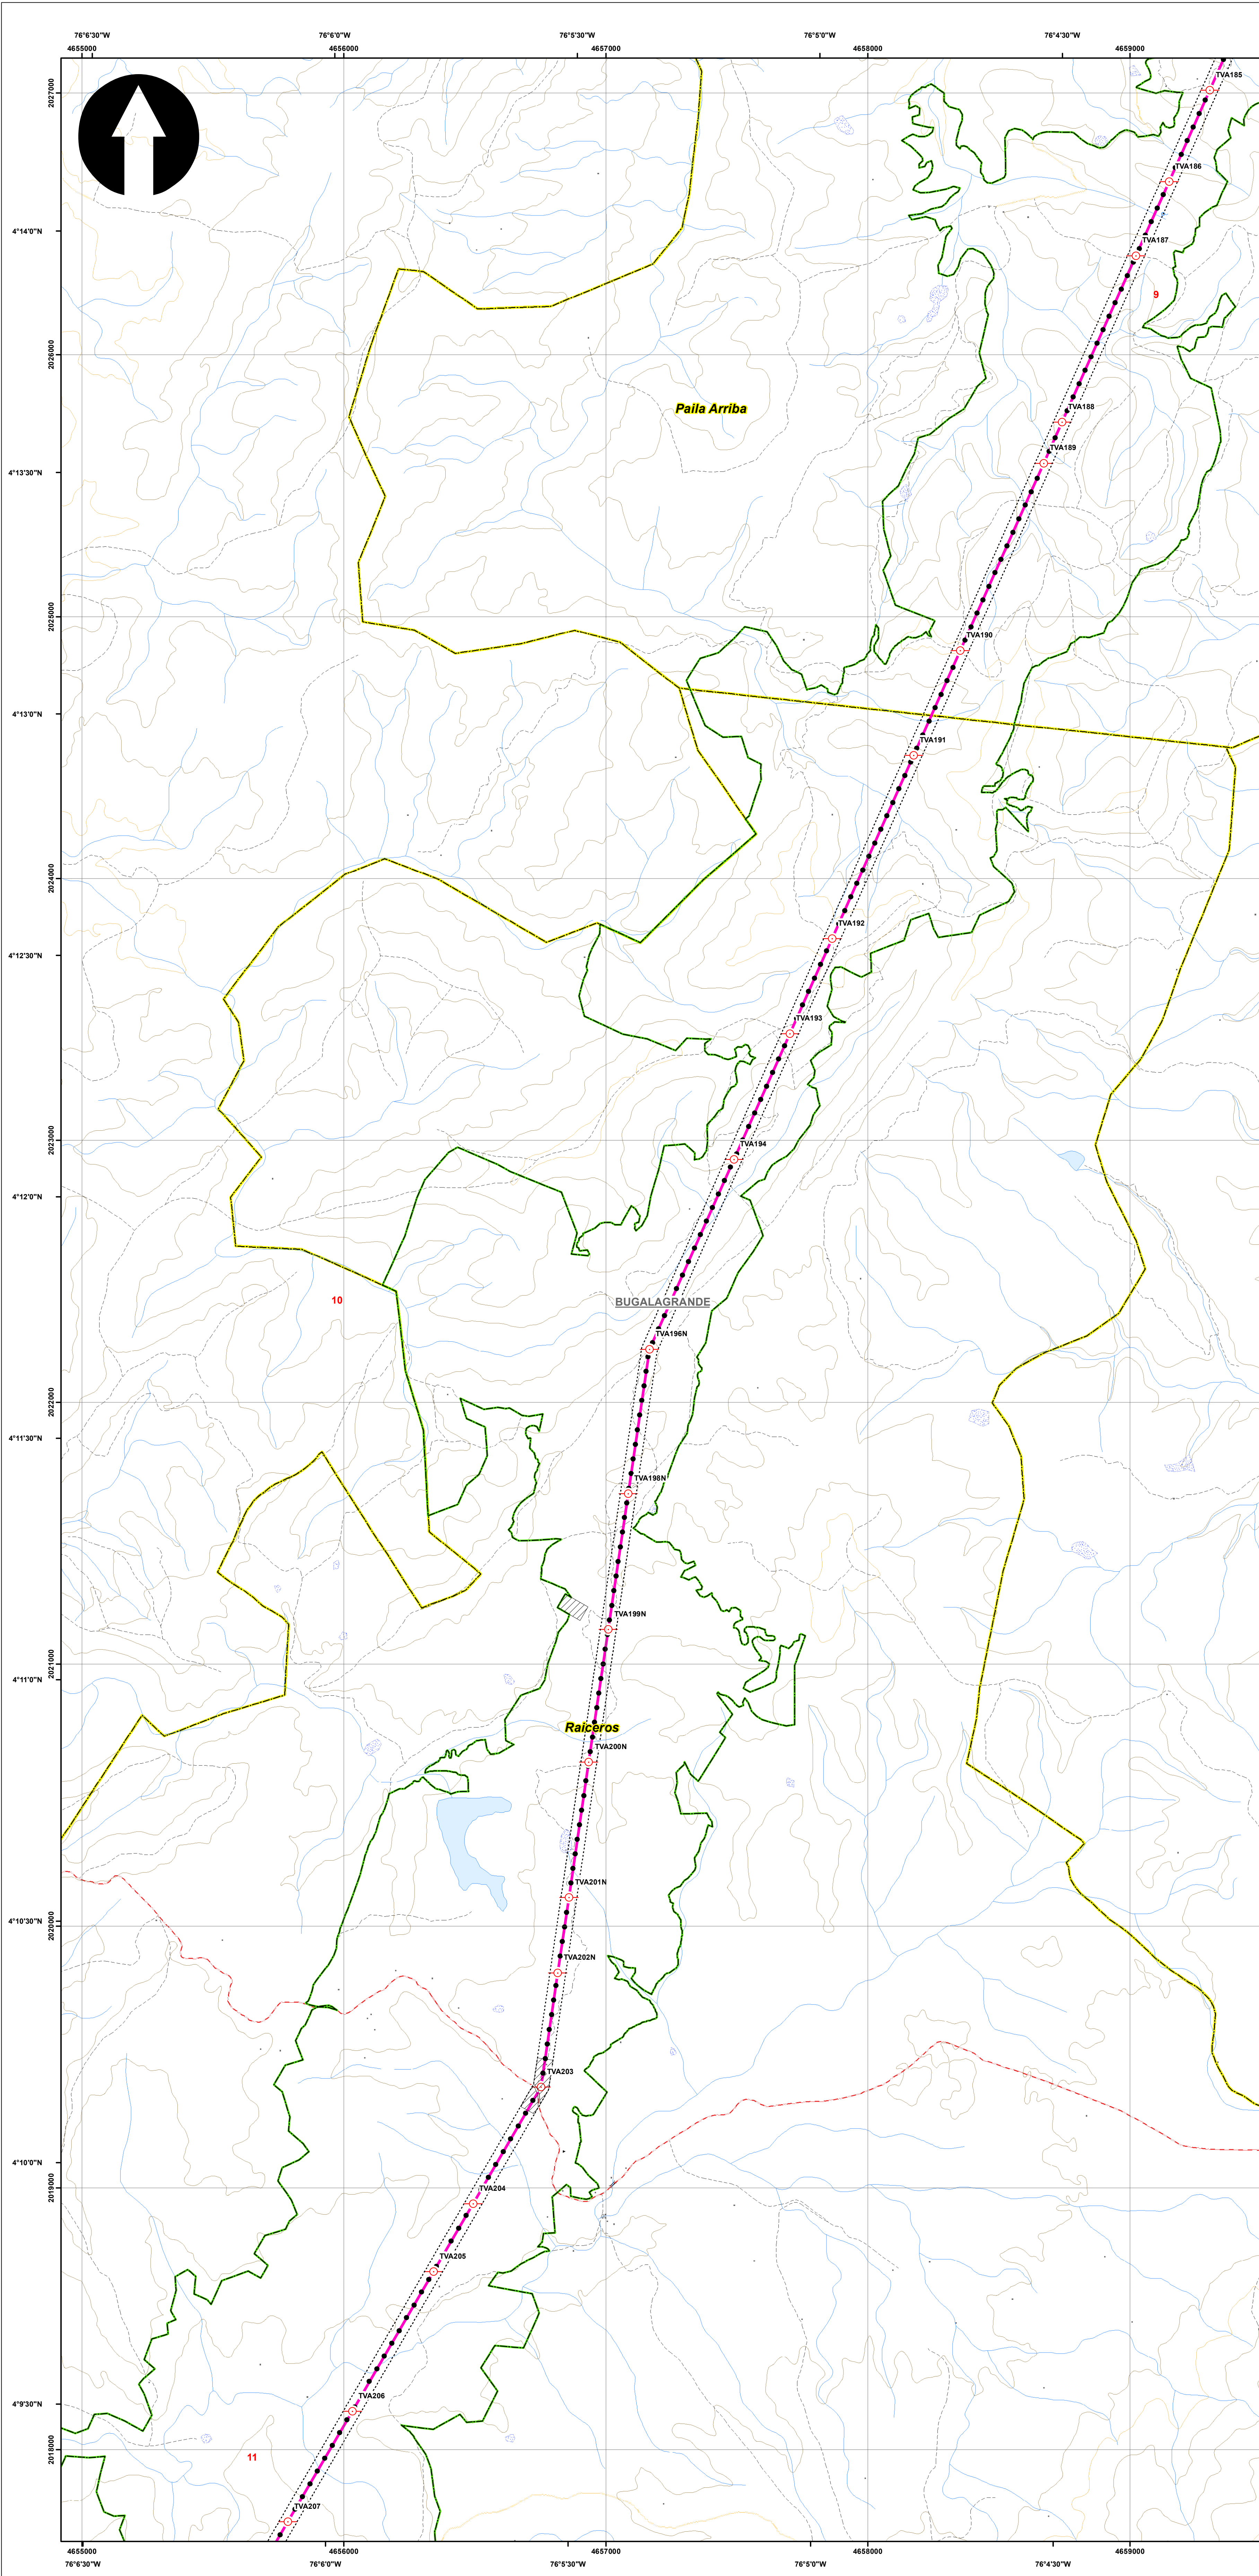 76°6'30"W 76°6'0"W 76°5'30"W 76°5'0"W 76°4'30"W
4655000 4656000 4657000 4658000 4659000
TVA185
2027000
TVA186
4°14'0"N
TVA187
9
2026000
Paila Arriba
TVA188
TVA189
4°13'30"N
2025000
TVA190
4°13'0"N
TVA191
2024000
TVA192
4°12'30"N
TVA193
2023000
TVA194
4°12'0"N
10
BUGALAGRANDE
TVA196N
2022000
4°11'30"N
TVA198N
TVA199N
2021000
4°11'0"N
Raiceros
TVA200N
TVA201N
4°10'30"N
2020000
TVA202N
TVA203
4°10'0"N
2019000
TVA204
TVA205
TVA206
4°9'30"N
2018000
11
TVA207
4655000 4656000 4657000 4658000 4659000
76°6'30"W 76°6'0"W 76°5'30"W 76°5'0"W 76°4'30"W